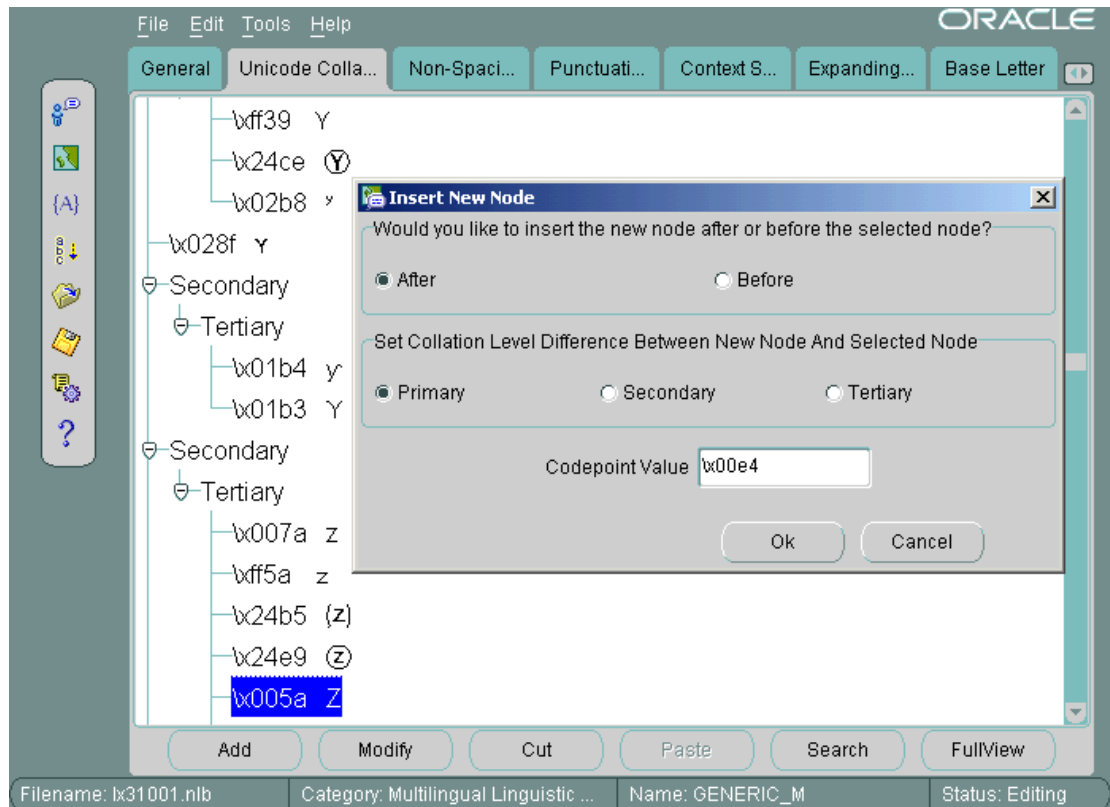 File Edit Tools Help
ORACLE
General Unicode Colla... Non-Spaci... Punctuati... Context S... Expanding... Base Letter
\xff39 Y
\x24ce Ⓨ
\x02b8 ʸ
\x028f ʏ
Secondary
Tertiary
\x01b4 ƴ
\x01b3 Ƴ
Secondary
Tertiary
\x007a z
\xff5a z
\x24b5 (z)
\x24e9 ⓩ
\x005a Z
Insert New Node
Would you like to insert the new node after or before the selected node?
After Before
Set Collation Level Difference Between New Node And Selected Node
Primary Secondary Tertiary
Codepoint Value \x00e4
Ok Cancel
Add Modify Cut Paste Search FullView
Filename: lx31001.nlb Category: Multilingual Linguistic ... Name: GENERIC_M Status: Editing
{A}
a
b
c
?